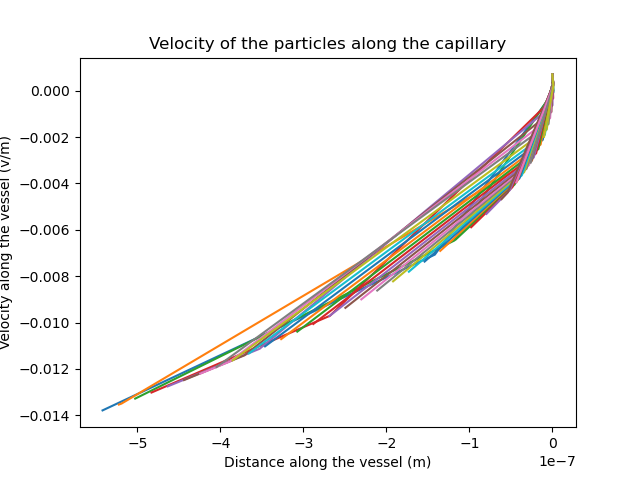 Velocity of the particles along the capillary
Velocity along the vessel (v/m)
0.000
−0.002
−0.004
−0.006
−0.008
−0.010
−0.012
−0.014
−5 −4 −3 −2 −1 0
1e−7
Distance along the vessel (m)